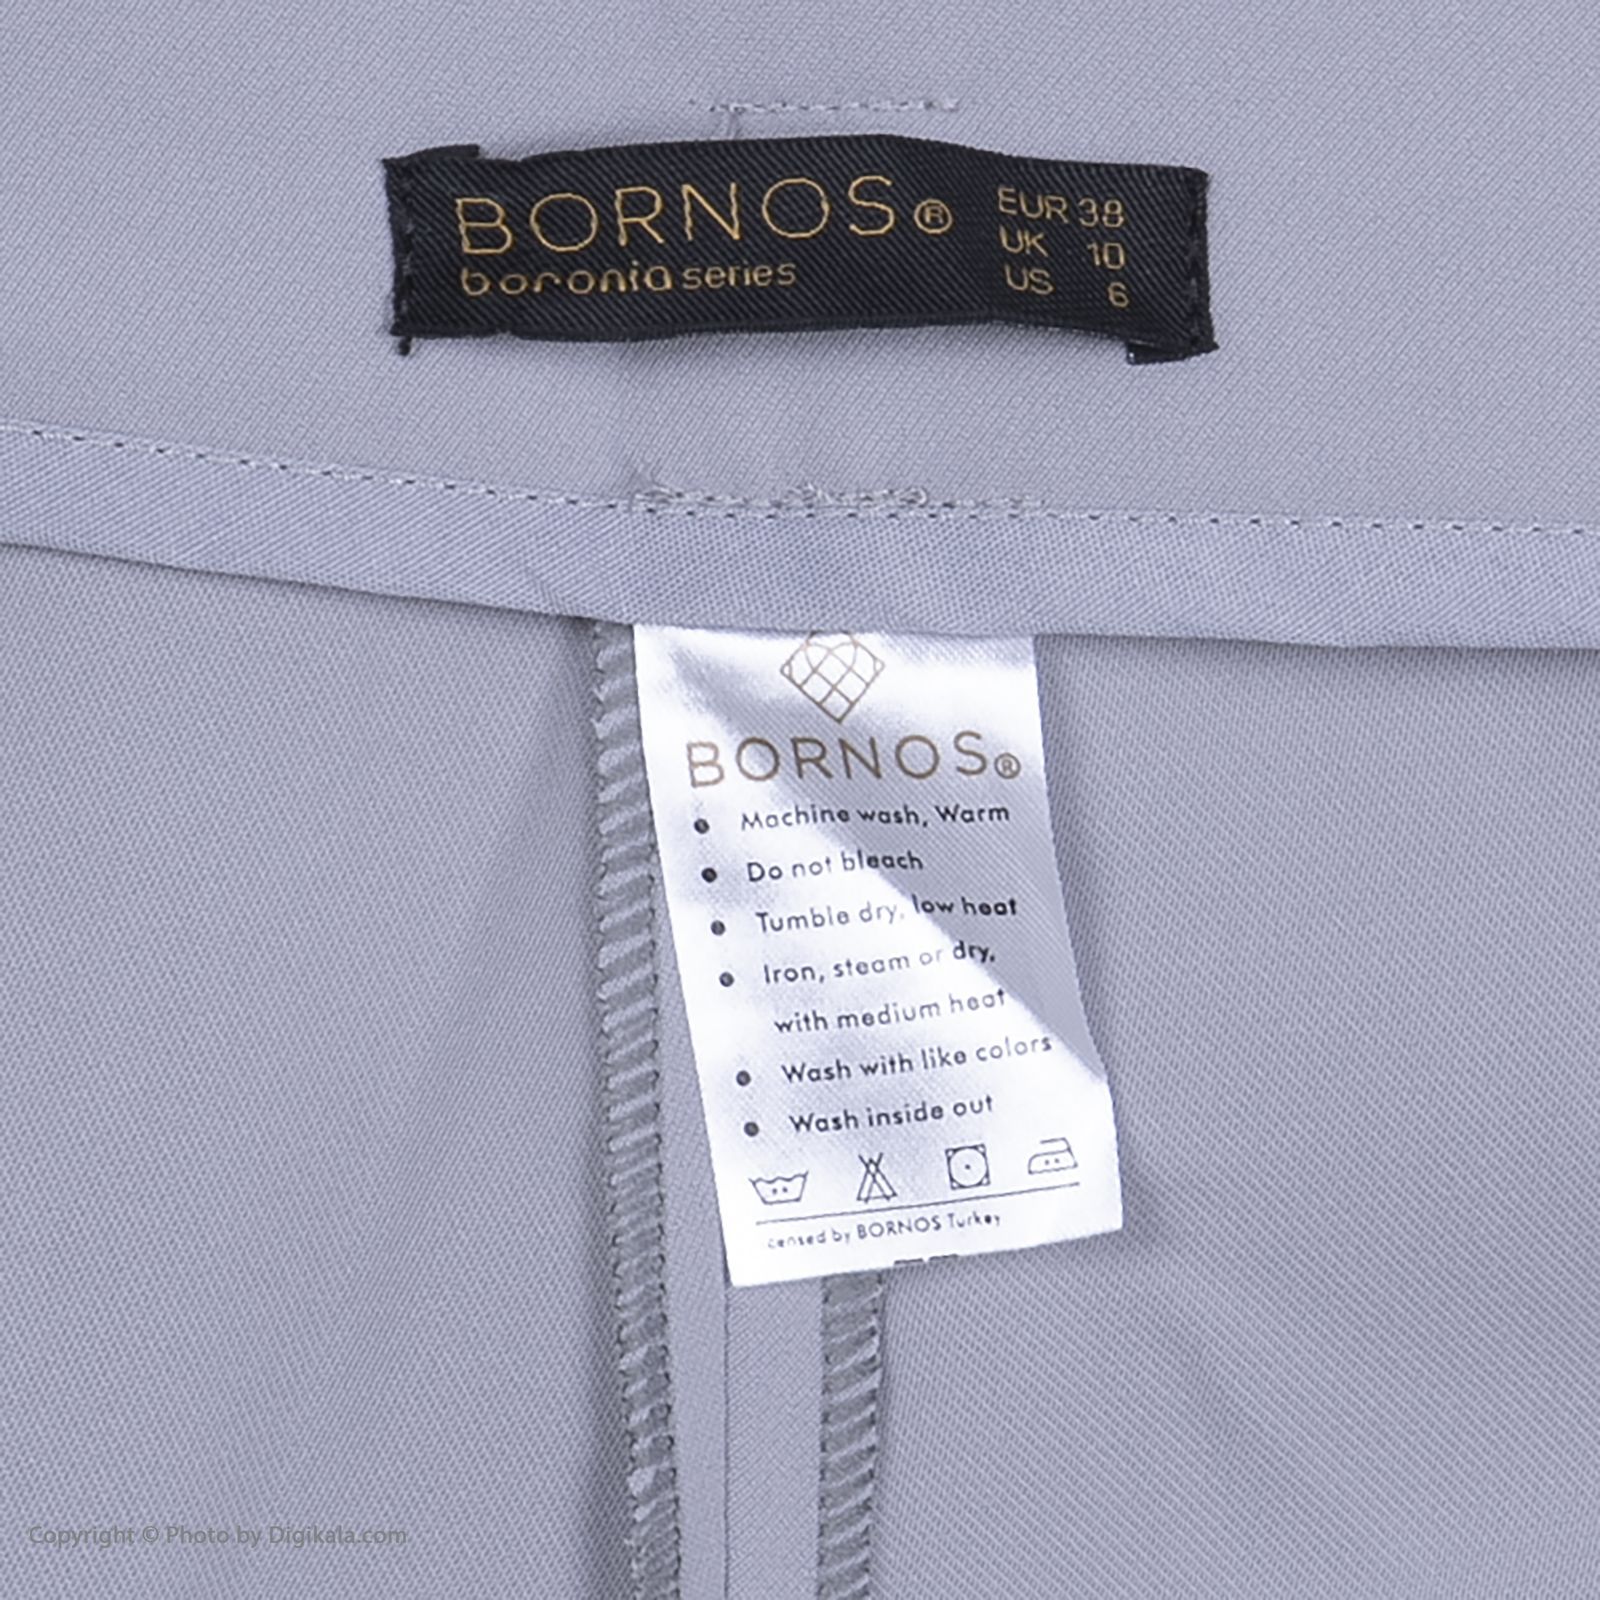 BORNOS®
boronia series
EUR 38
UK 10
US 6
BORNOS®
• Machine wash, Warm
• Do not bleach
• Tumble dry, low heat
• Iron, steam or dry,
with medium heat
• Wash with like colors
• Wash inside out
censed by BORNOS Turkey
Copyright © Photo by Digikala.com